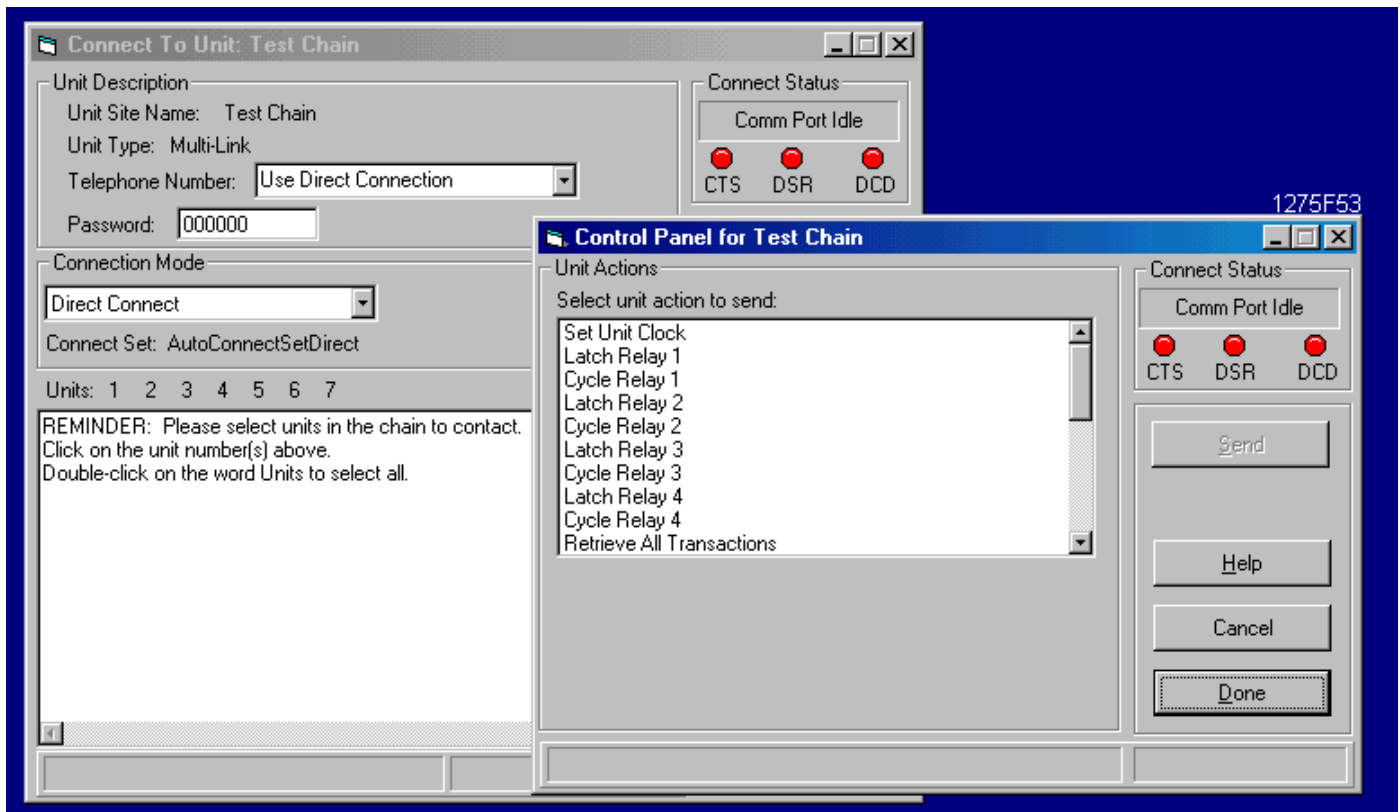 Connect To Unit: Test Chain
Unit Description
Unit Site Name: Test Chain
Unit Type: Multi-Link
Telephone Number: Use Direct Connection
Password: 000000
Connect Status
Comm Port Idle
CTS DSR DCD
Connection Mode
Direct Connect
Connect Set: AutoConnectSetDirect
Units: 1 2 3 4 5 6 7
REMINDER: Please select units in the chain to contact.
Click on the unit number(s) above.
Double-click on the word Units to select all.
1275F53
Control Panel for Test Chain
Unit Actions
Select unit action to send:
Set Unit Clock
Latch Relay 1
Cycle Relay 1
Latch Relay 2
Cycle Relay 2
Latch Relay 3
Cycle Relay 3
Latch Relay 4
Cycle Relay 4
Retrieve All Transactions
Connect Status
Comm Port Idle
CTS DSR DCD
Send
Help
Cancel
Done